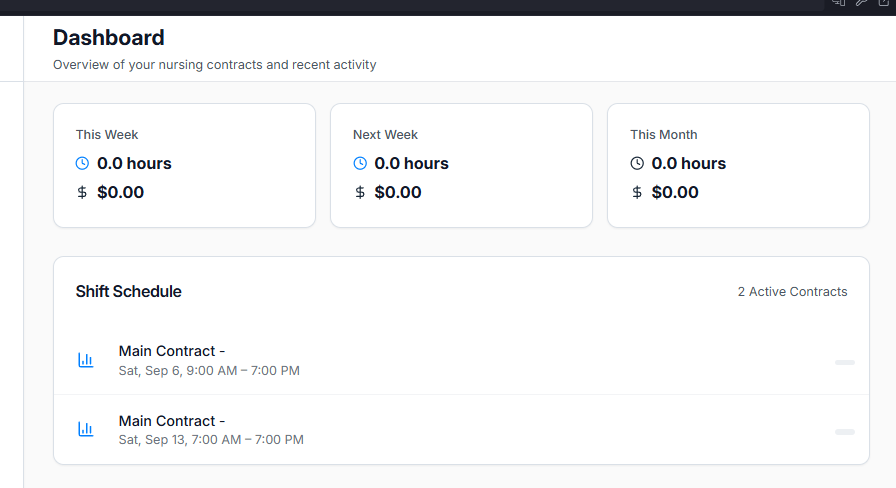 Dashboard
Overview of your nursing contracts and recent activity
This Week
0.0 hours
$ $0.00
Next Week
0.0 hours
$ $0.00
This Month
0.0 hours
$ $0.00
Shift Schedule
2 Active Contracts
Main Contract -
Sat, Sep 6, 9:00 AM – 7:00 PM
Main Contract -
Sat, Sep 13, 7:00 AM – 7:00 PM